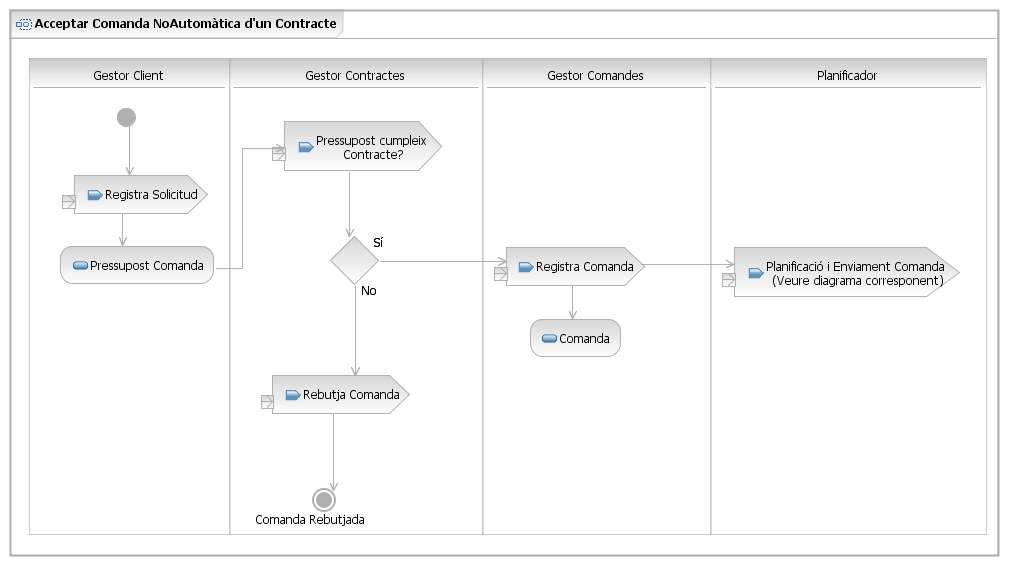 Acceptar Comanda NoAutomàtica d'un Contracte
Gestor Client
Gestor Contractes
Gestor Comandes
Planificador
Pressupost cumpleix
Contracte?
Registra Solicitud
Sí
Pressupost Comanda
Registra Comanda
Planificació i Enviament Comanda
(Veure diagrama corresponent)
No
Comanda
Rebutja Comanda
Comanda Rebutjada